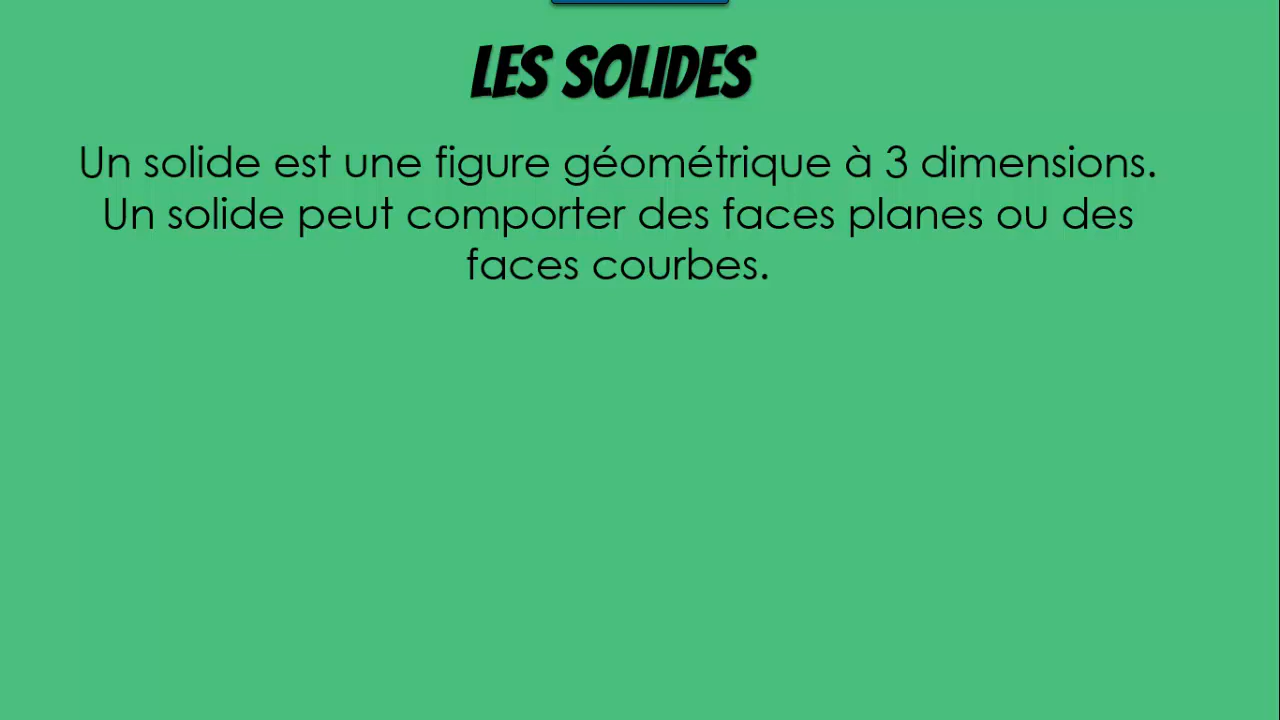 LES SOLIDES
Un solide est une figure géométrique à 3 dimensions.
Un solide peut comporter des faces planes ou des
faces courbes.